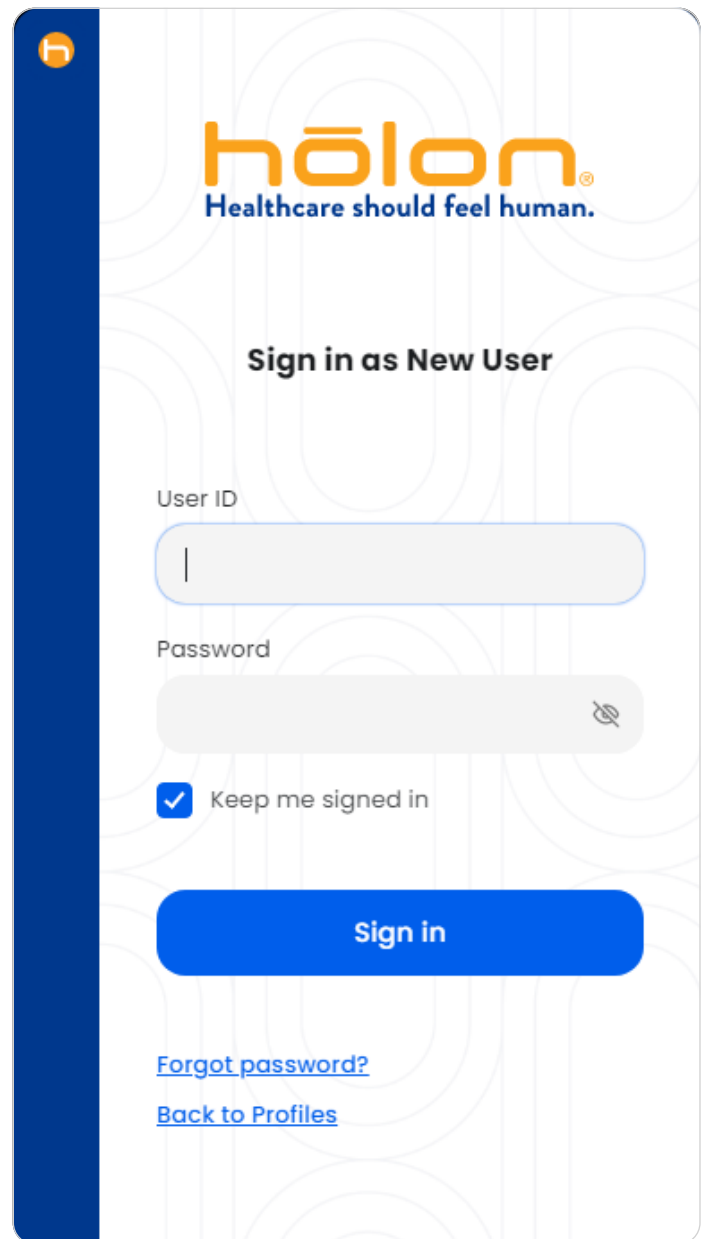 h
hōlon®
Healthcare should feel human.
Sign in as New User
User ID
Password
Keep me signed in
Sign in
Forgot password?
Back to Profiles